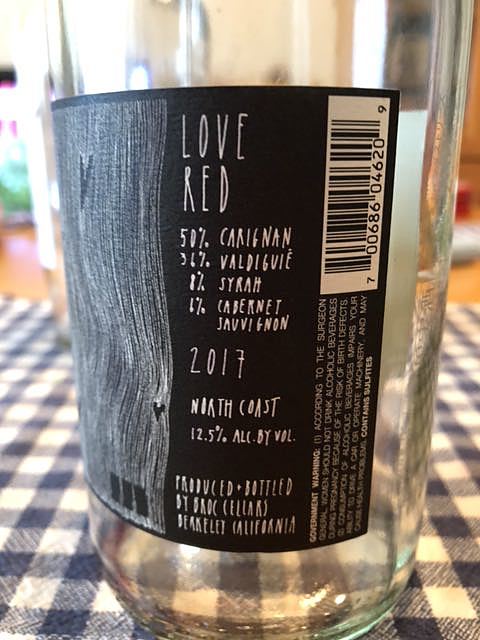 LOVE
RED
50% CARIGNAN
36% VALDIGUIÉ
8% SYRAH
6% CABERNET
SAUVIGNON
2017
NORTH COAST
12.5% ALC. BY VOL.
PRODUCED + BOTTLED
BY BROC CELLARS
BERKELEY CALIFORNIA
7 00686 04620 9
GOVERNMENT WARNING: (1) ACCORDING TO THE SURGEON
GENERAL, WOMEN SHOULD NOT DRINK ALCOHOLIC BEVERAGES
DURING PREGNANCY BECAUSE OF THE RISK OF BIRTH DEFECTS.
(2) CONSUMPTION OF ALCOHOLIC BEVERAGES IMPAIRS YOUR
ABILITY TO DRIVE A CAR OR OPERATE MACHINERY, AND MAY
CAUSE HEALTH PROBLEMS. CONTAINS SULFITES